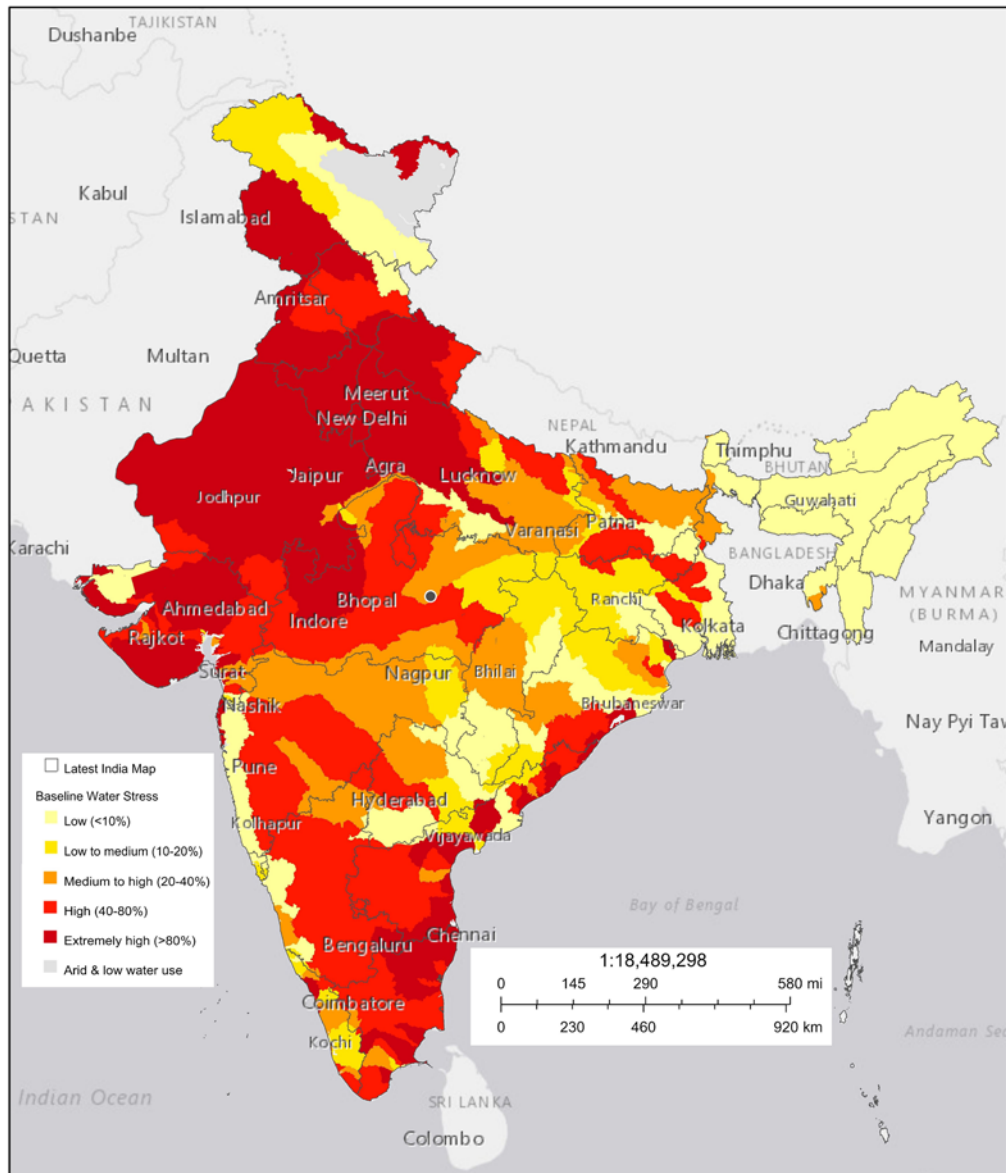 TAJIKISTAN
Dushanbe
Kabul
STAN
Islamabad
Amritsar
Quetta
Multan
AKISTAN
Meerut
New Delhi
NEPAL
Kathmandu
Thimphu
BHUTAN
Jaipur
Agra
Lucknow
Jodhpur
Guwahati
Karachi
Varanasi
Patna
BANGLADESH
Dhaka
MYANMAR
(BURMA)
Ahmedabad
Bhopal
Ranchi
Indore
Kolkata
Chittagong
Mandalay
Rajkot
Surat
Nagpur
Bhilai
Nashik
Bhubaneswar
Nay Pyi Taw
Pune
Hyderabad
Kolhapur
Vijayawada
Yangon
Latest India Map
Baseline Water Stress
Low (<10%)
Low to medium (10-20%)
Medium to high (20-40%)
High (40-80%)
Extremely high (>80%)
Arid & low water use
Bay of Bengal
Bengaluru
Chennai
1:18,489,298
0 145 290 580 mi
0 230 460 920 km
Coimbatore
Kochi
Andaman Sea
Indian Ocean
SRI LANKA
Colombo